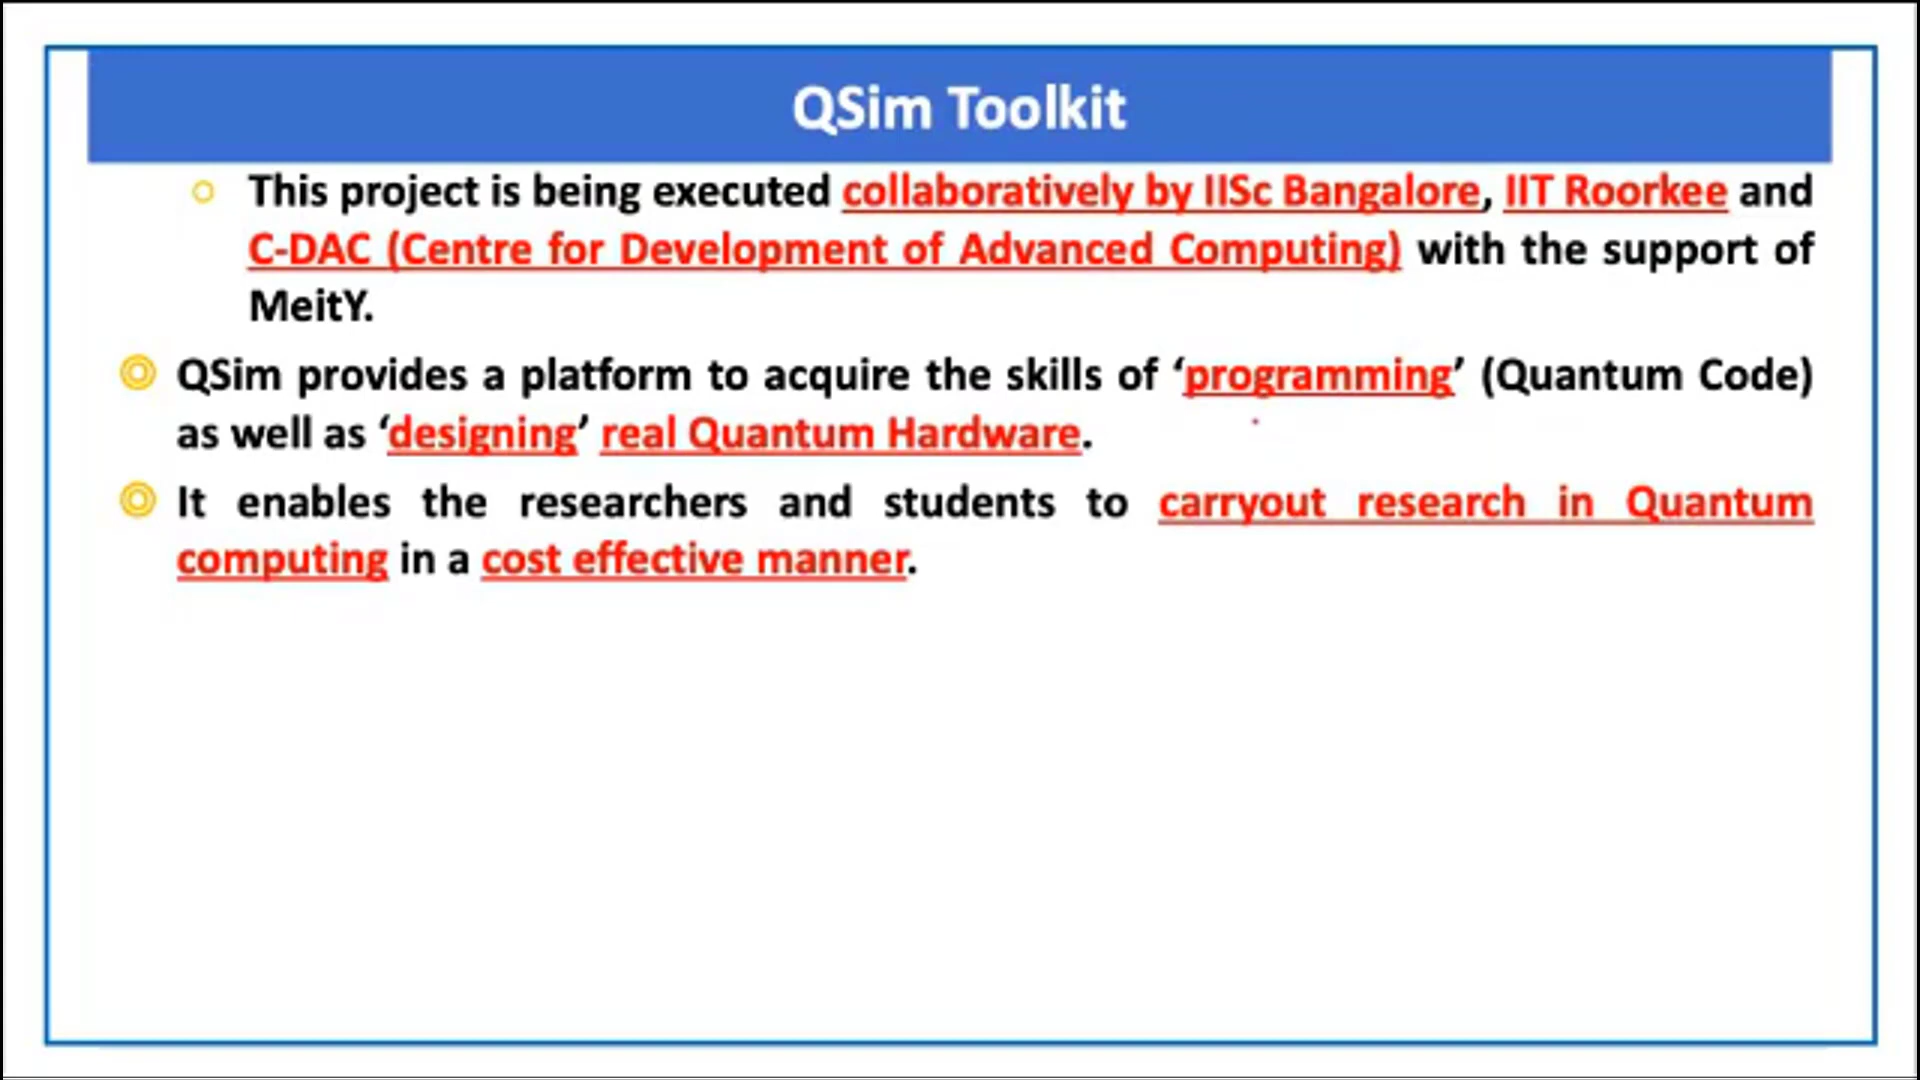 QSim Toolkit
This project is being executed collaboratively by IISc Bangalore, IIT Roorkee and
C-DAC (Centre for Development of Advanced Computing) with the support of
MeitY.
QSim provides a platform to acquire the skills of ‘programming’ (Quantum Code)
as well as ‘designing’ real Quantum Hardware.
It enables the researchers and students to carryout research in Quantum
computing in a cost effective manner.